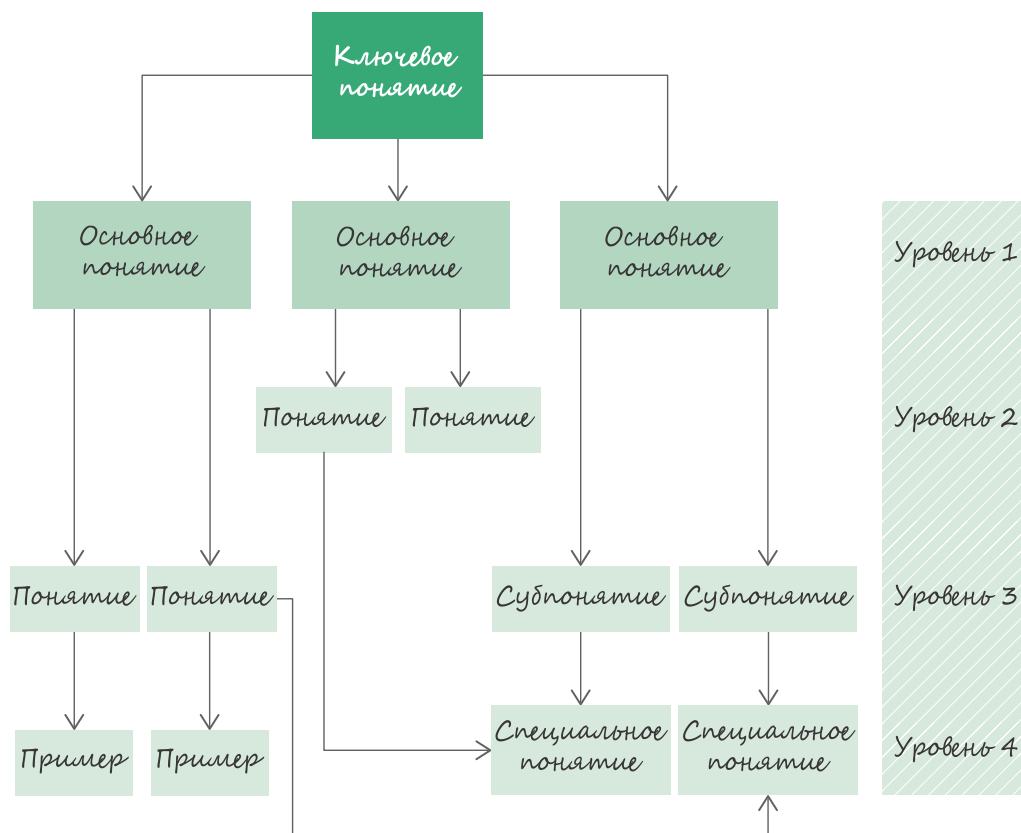 Ключевое
понятие
Основное
понятие
Основное
понятие
Основное
понятие
Уровень 1
Понятие
Понятие
Уровень 2
Понятие
Понятие
Субпонятие
Субпонятие
Уровень 3
Пример
Пример
Специальное
понятие
Специальное
понятие
Уровень 4